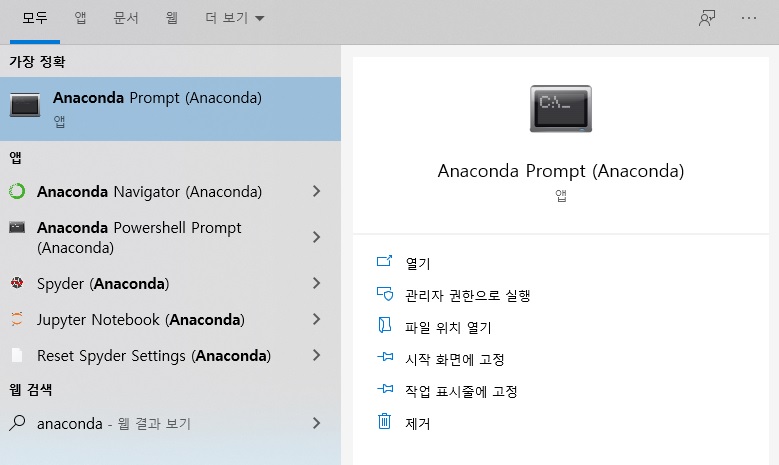 모두 앱 문서 웹 더 보기
가장 정확
Anaconda Prompt (Anaconda)
앱
앱
Anaconda Navigator (Anaconda)
Anaconda Powershell Prompt
(Anaconda)
Spyder (Anaconda)
Jupyter Notebook (Anaconda)
Reset Spyder Settings (Anaconda)
웹 검색
anaconda - 웹 결과 보기
C:\_
Anaconda Prompt (Anaconda)
앱
열기
관리자 권한으로 실행
파일 위치 열기
시작 화면에 고정
작업 표시줄에 고정
제거